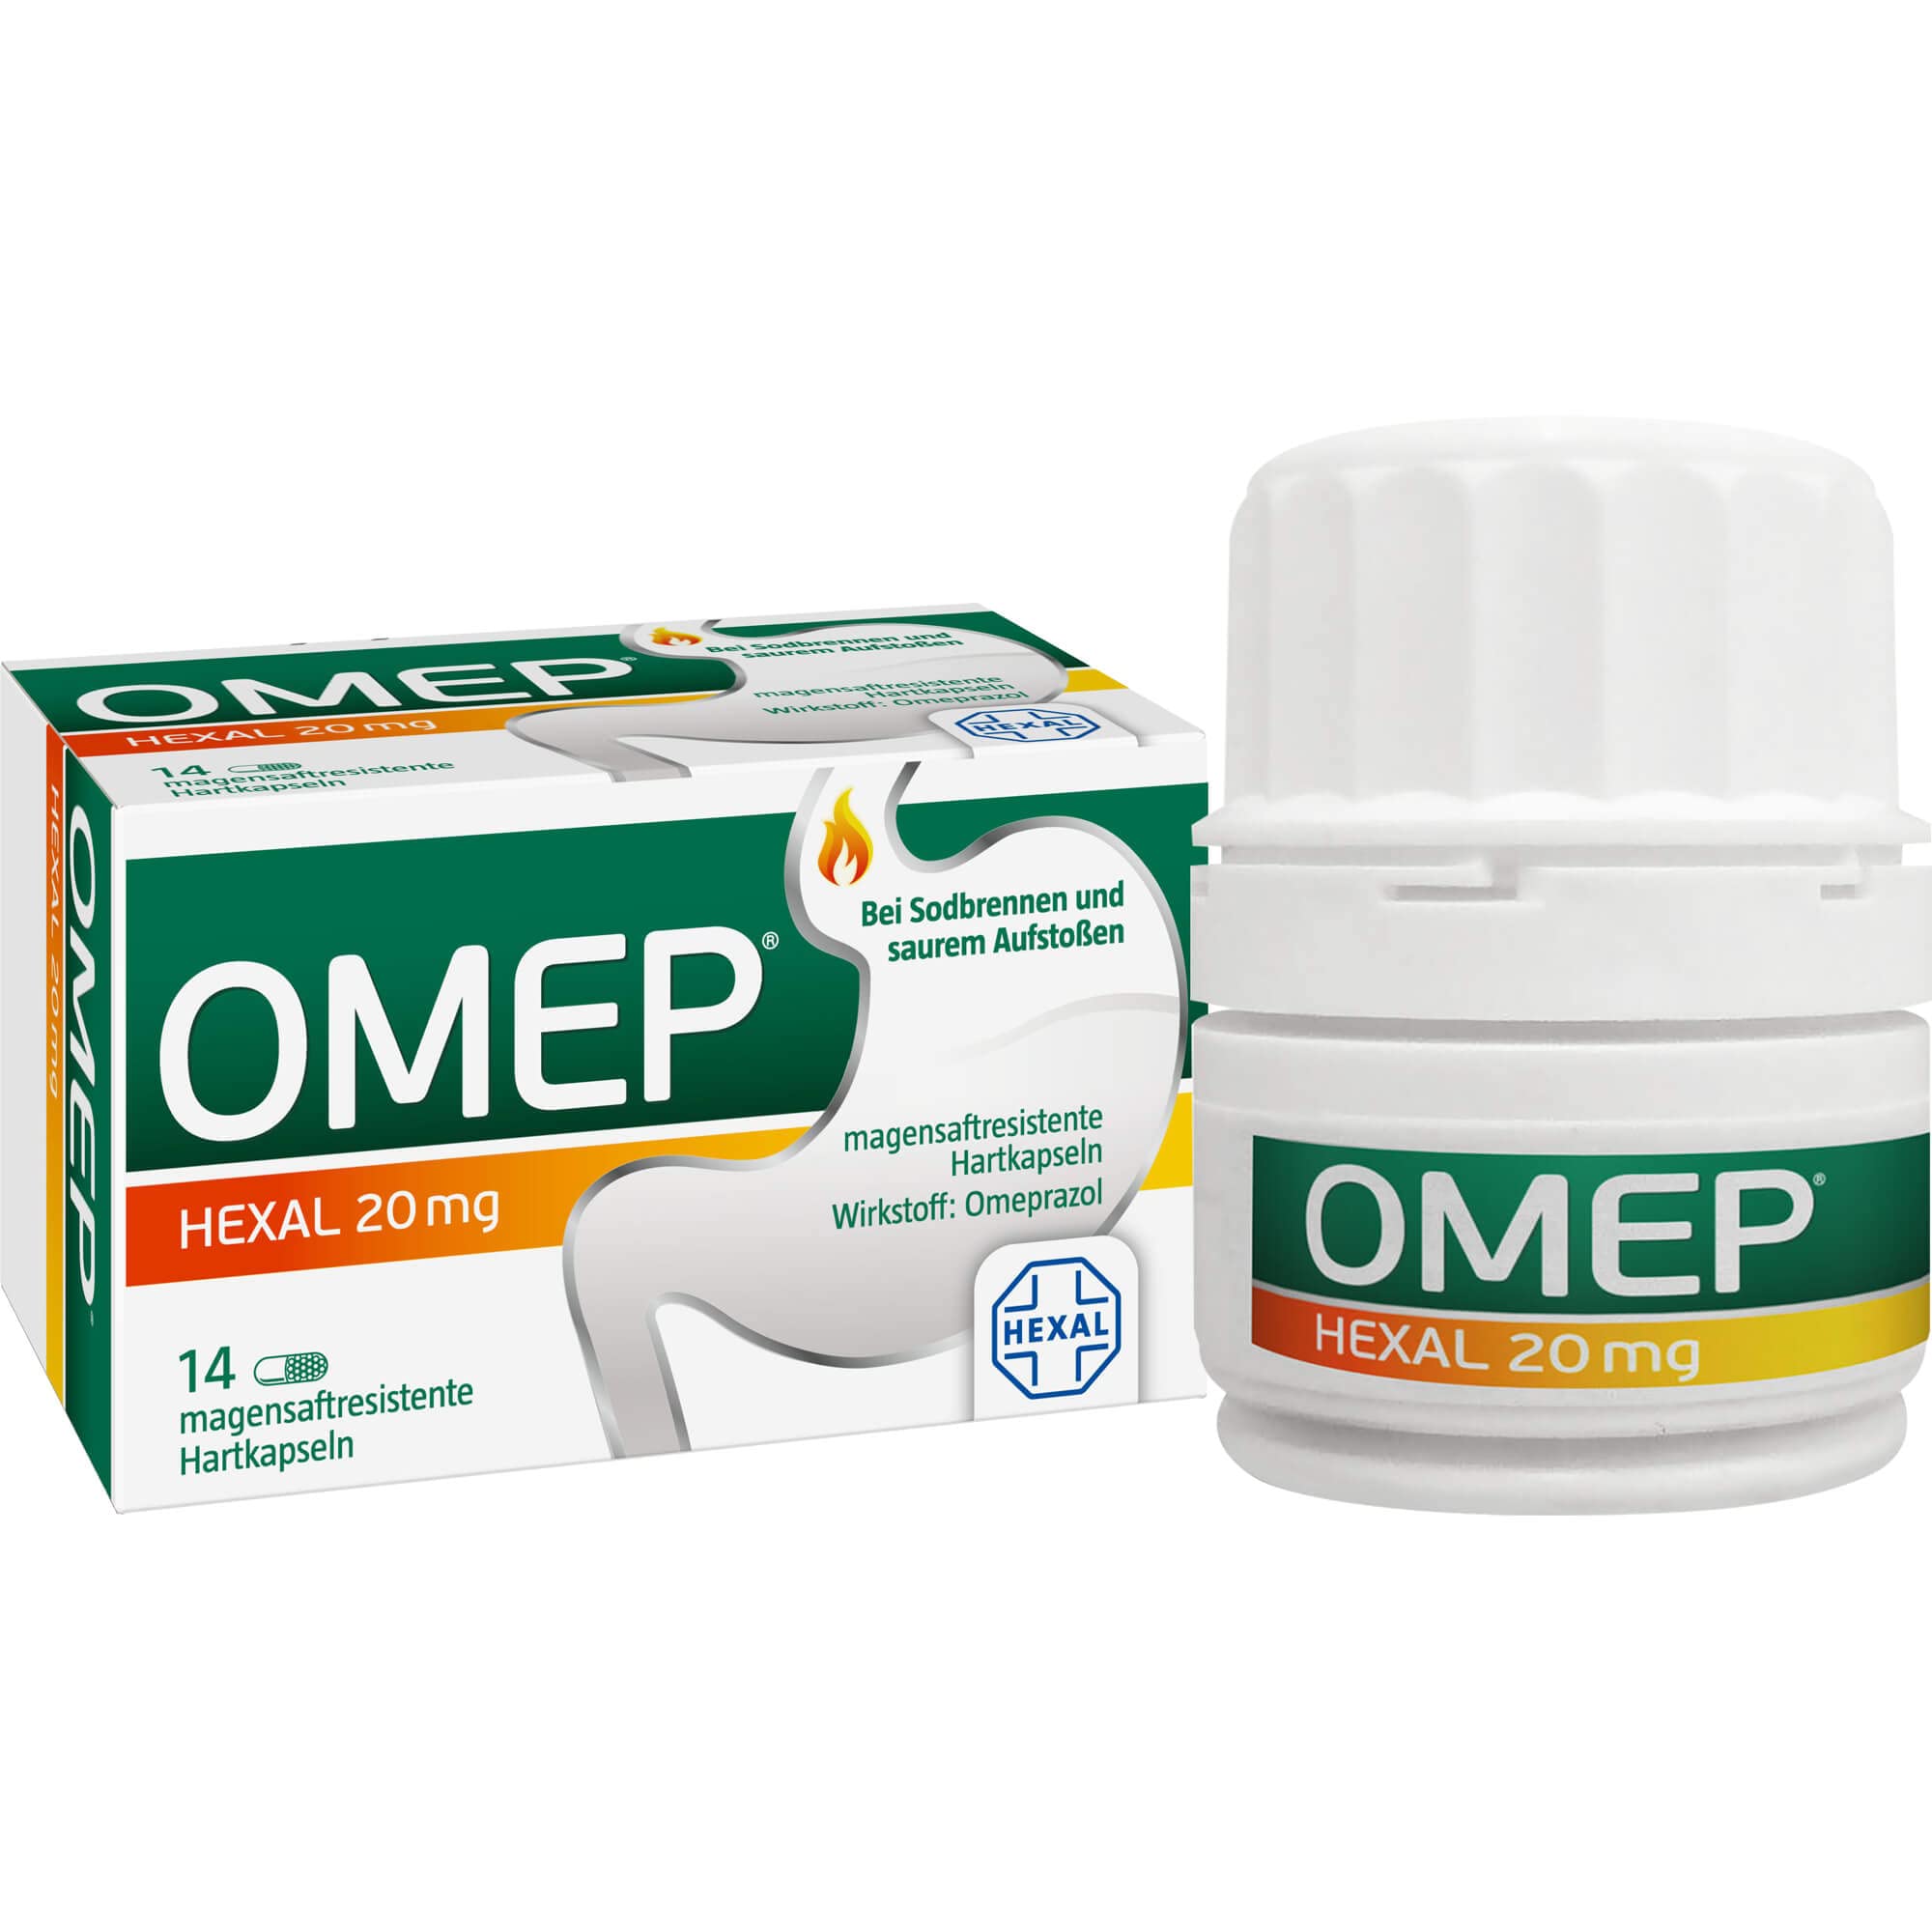 OMEP®
HEXAL 20 mg
Bei Sodbrennen und
saurem Aufstoßen
magensaftresistente
Hartkapseln
Wirkstoff: Omeprazol
HEXAL
14
magensaftresistente
Hartkapseln
OMEP®
HEXAL 20 mg
OMEP®
HEXAL 20 mg
Bei Sodbrennen und
saurem Aufstoßen
magensaftresistente
Hartkapseln
Wirkstoff: Omeprazol
HEXAL
14
magensaftresistente
Hartkapseln
OMEP®
HEXAL 20 mg